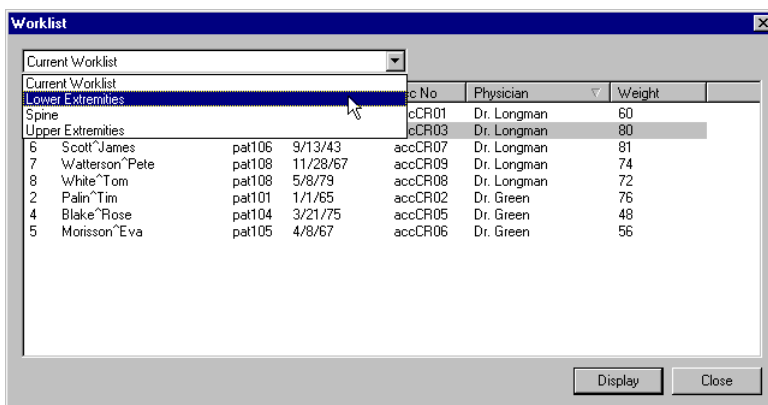 Worklist
Current Worklist
Current Worklist
Lower Extremities
Spine
Upper Extremities
No Physician Weight
accCR01 Dr. Longman 60
accCR03 Dr. Longman 80
6 Scott^James pat106 9/13/43 accCR07 Dr. Longman 81
7 Watterson^Pete pat108 11/28/67 accCR09 Dr. Longman 74
8 White^Tom pat108 5/8/79 accCR08 Dr. Longman 72
2 Palin^Tim pat101 1/1/65 accCR02 Dr. Green 76
4 Blake^Rose pat104 3/21/75 accCR05 Dr. Green 48
5 Morisson^Eva pat105 4/8/67 accCR06 Dr. Green 56
Display Close